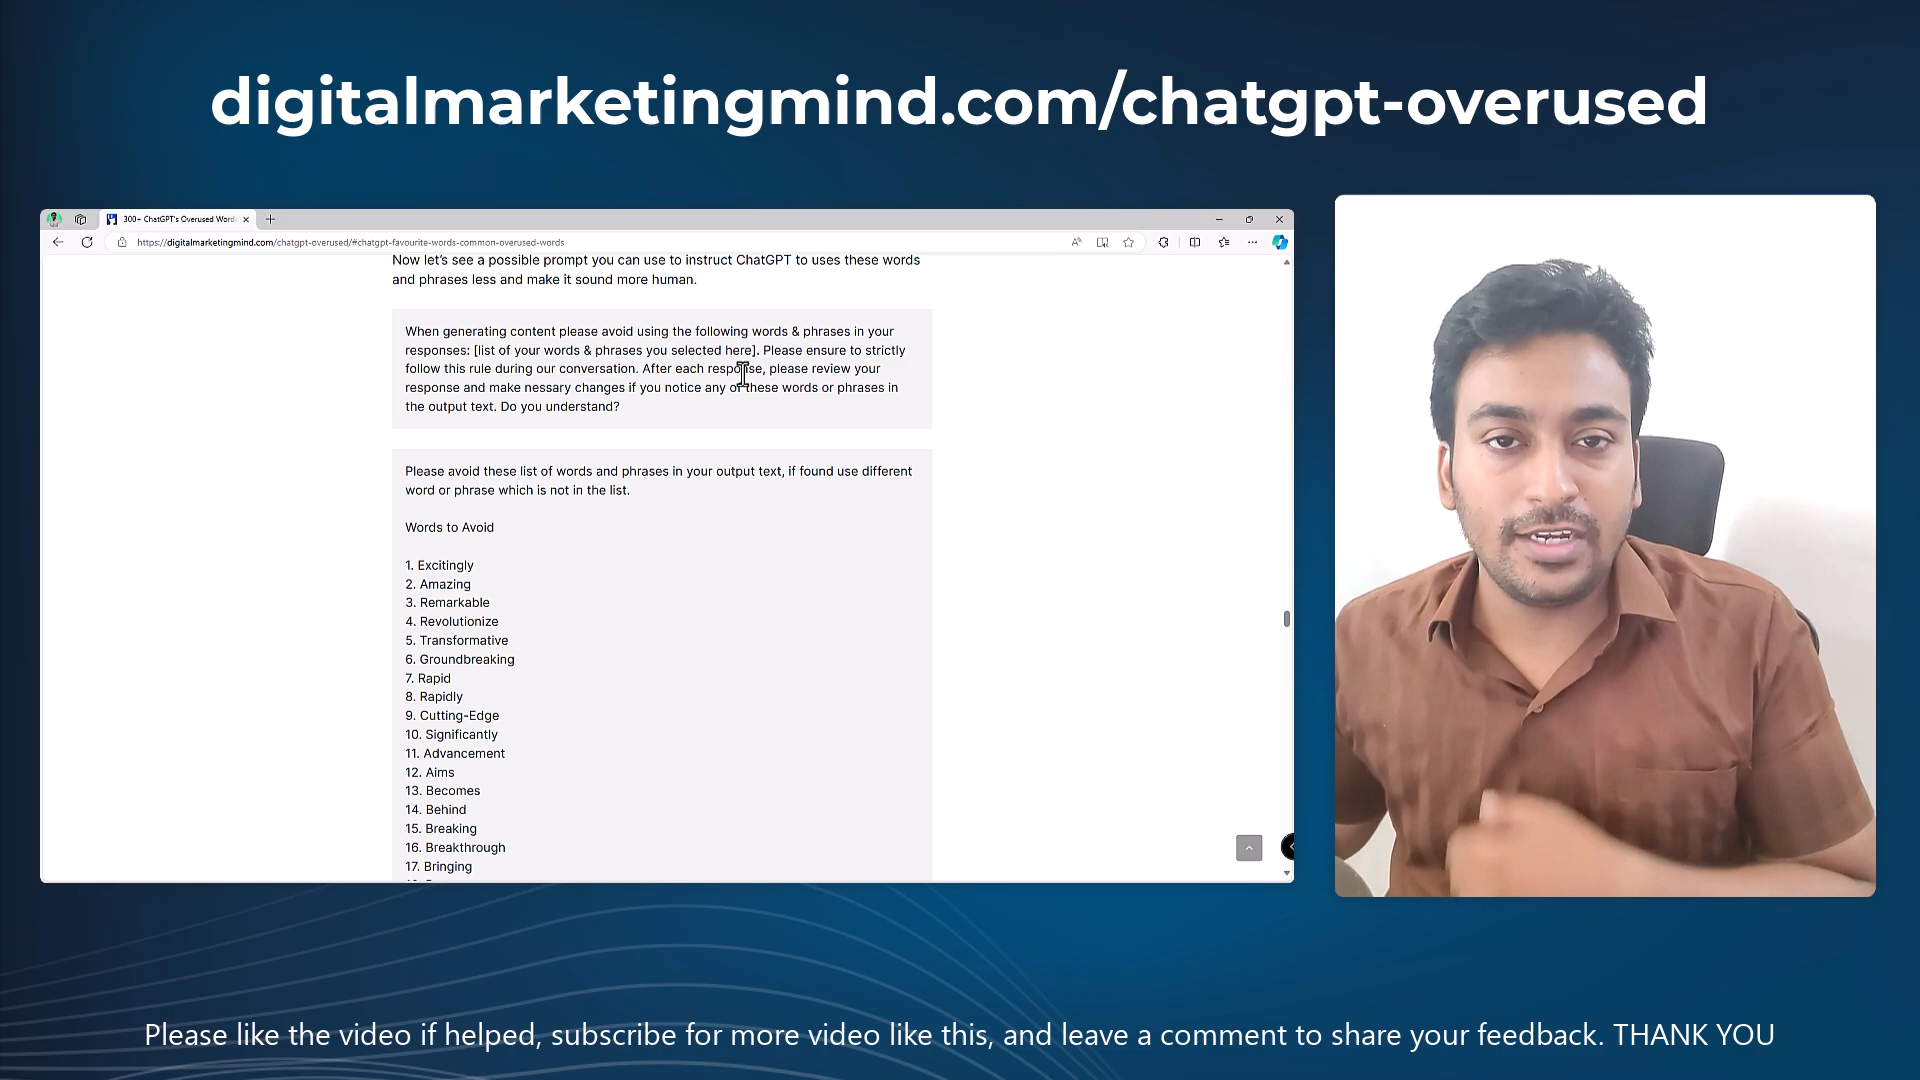 digitalmarketingmind.com/chatgpt-overused
300+ ChatGPT's Overused Word
https://digitalmarketingmind.com/chatgpt-overused/#chatgpt-favourite-words-common-overused-words
Now let's see a possible prompt you can use to instruct ChatGPT to uses these words
and phrases less and make it sound more human.
When generating content please avoid using the following words & phrases in your
responses: [list of your words & phrases you selected here]. Please ensure to strictly
follow this rule during our conversation. After each response, please review your
response and make nessary changes if you notice any of these words or phrases in
the output text. Do you understand?
Please avoid these list of words and phrases in your output text, if found use different
word or phrase which is not in the list.
Words to Avoid
1. Excitingly
2. Amazing
3. Remarkable
4. Revolutionize
5. Transformative
6. Groundbreaking
7. Rapid
8. Rapidly
9. Cutting-Edge
10. Significantly
11. Advancement
12. Aims
13. Becomes
14. Behind
15. Breaking
16. Breakthrough
17. Bringing
Please like the video if helped, subscribe for more video like this, and leave a comment to share your feedback. THANK YOU